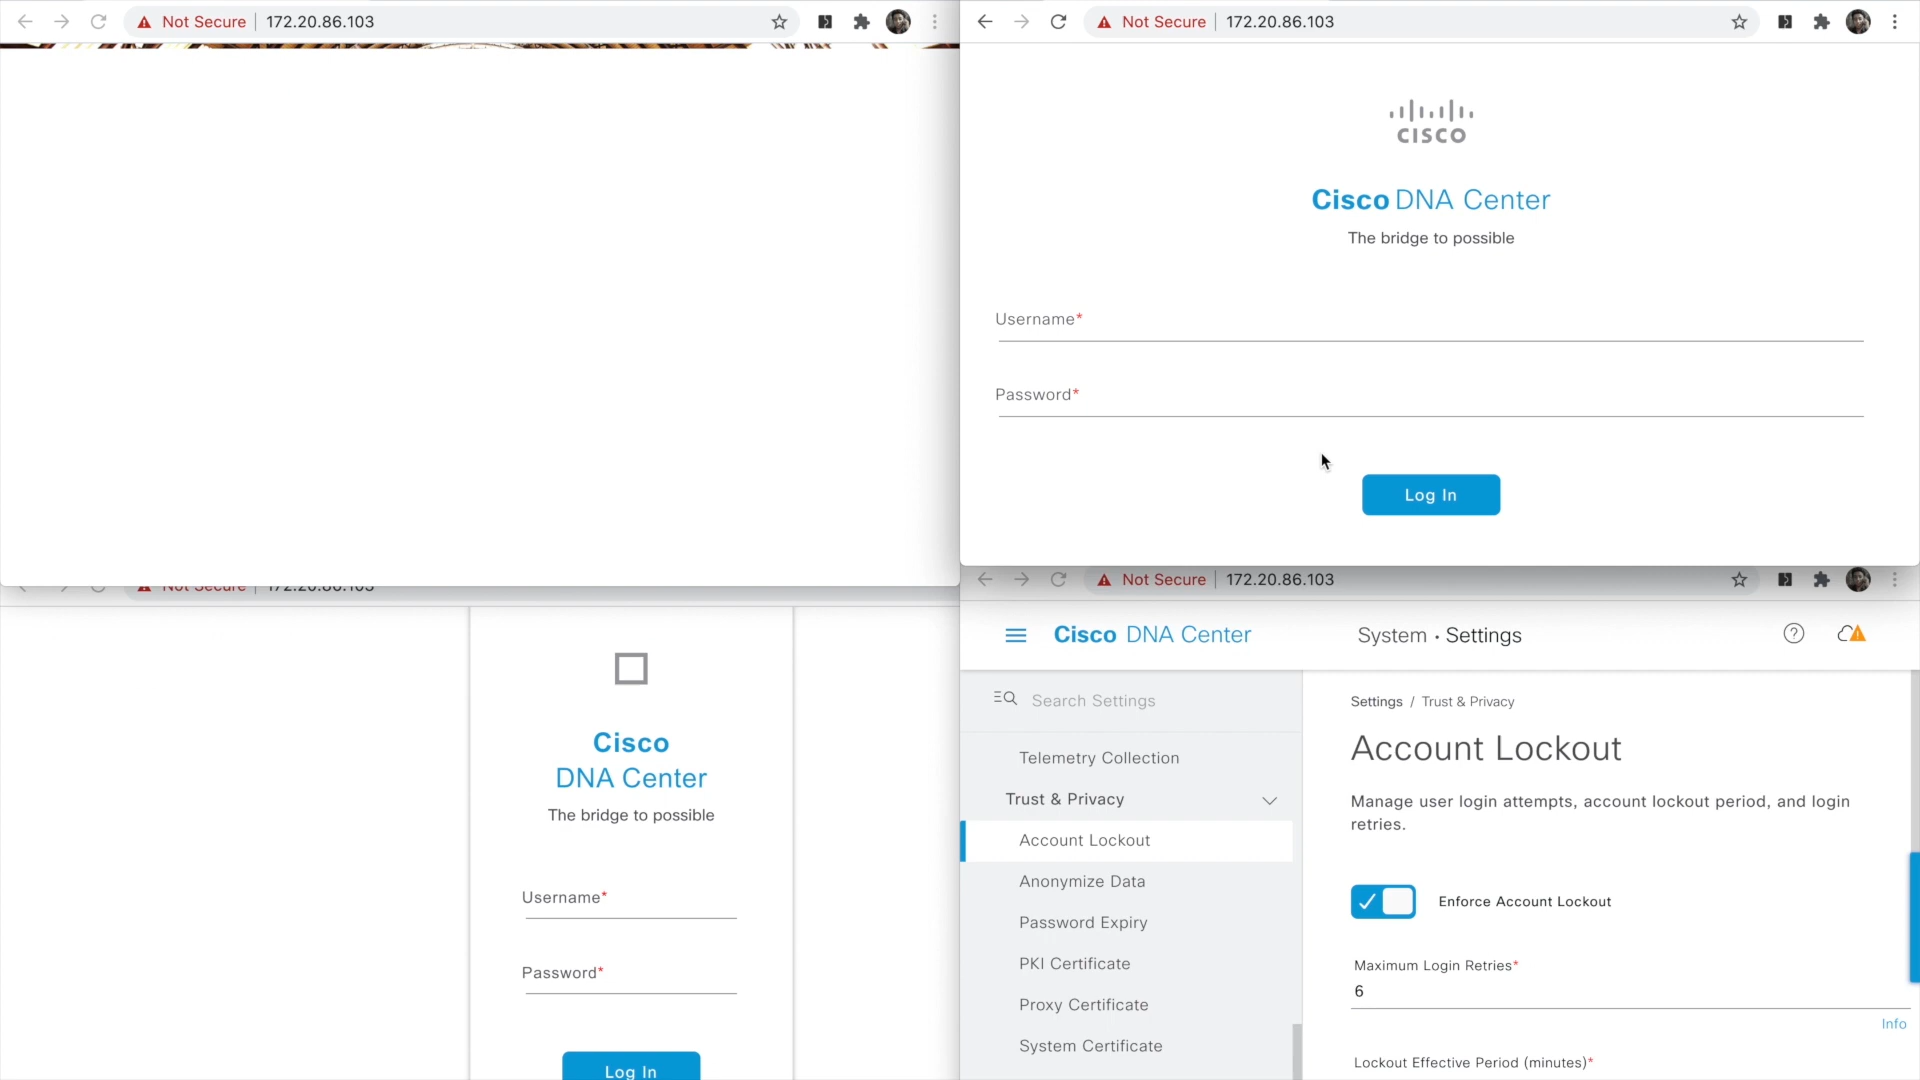 Not Secure 172.20.86.103
Not Secure 172.20.86.103
CISCO
Cisco DNA Center
The bridge to possible
Username*
Password*
Log In
Not Secure 172.20.86.103
Not Secure 172.20.86.103
Cisco
DNA Center
The bridge to possible
Username*
Password*
Log In
Cisco DNA Center
System • Settings
Search Settings
Telemetry Collection
Trust & Privacy
Account Lockout
Anonymize Data
Password Expiry
PKI Certificate
Proxy Certificate
System Certificate
Settings / Trust & Privacy
Account Lockout
Manage user login attempts, account lockout period, and login
retries.
Enforce Account Lockout
Maximum Login Retries*
6
Info
Lockout Effective Period (minutes)*